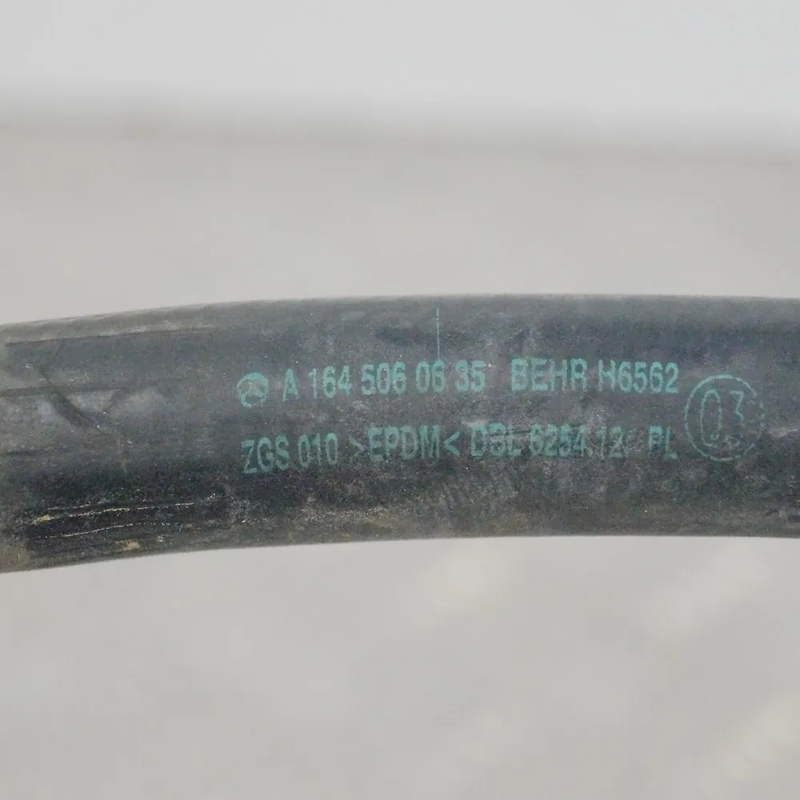 A 164 506 06 35 BEHR H6562
ZGS 010 >EPDM< DBL 6254 12 PL
03